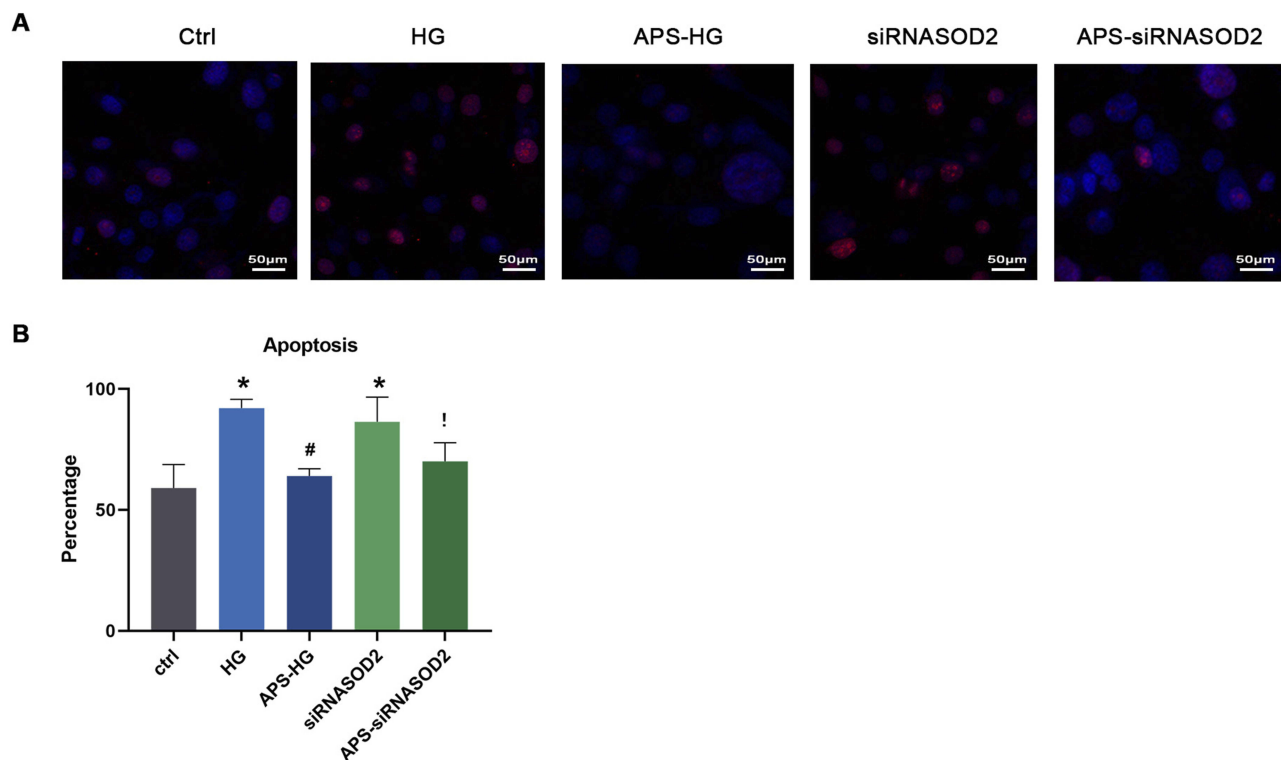 A
Ctrl HG APS-HG siRNASOD2 APS-siRNASOD2
50μm 50μm 50μm 50μm 50μm
B
Apoptosis
100
50
0
Percentage
* # * !
ctrl HG APS-HG siRNASOD2 APS-siRNASOD2